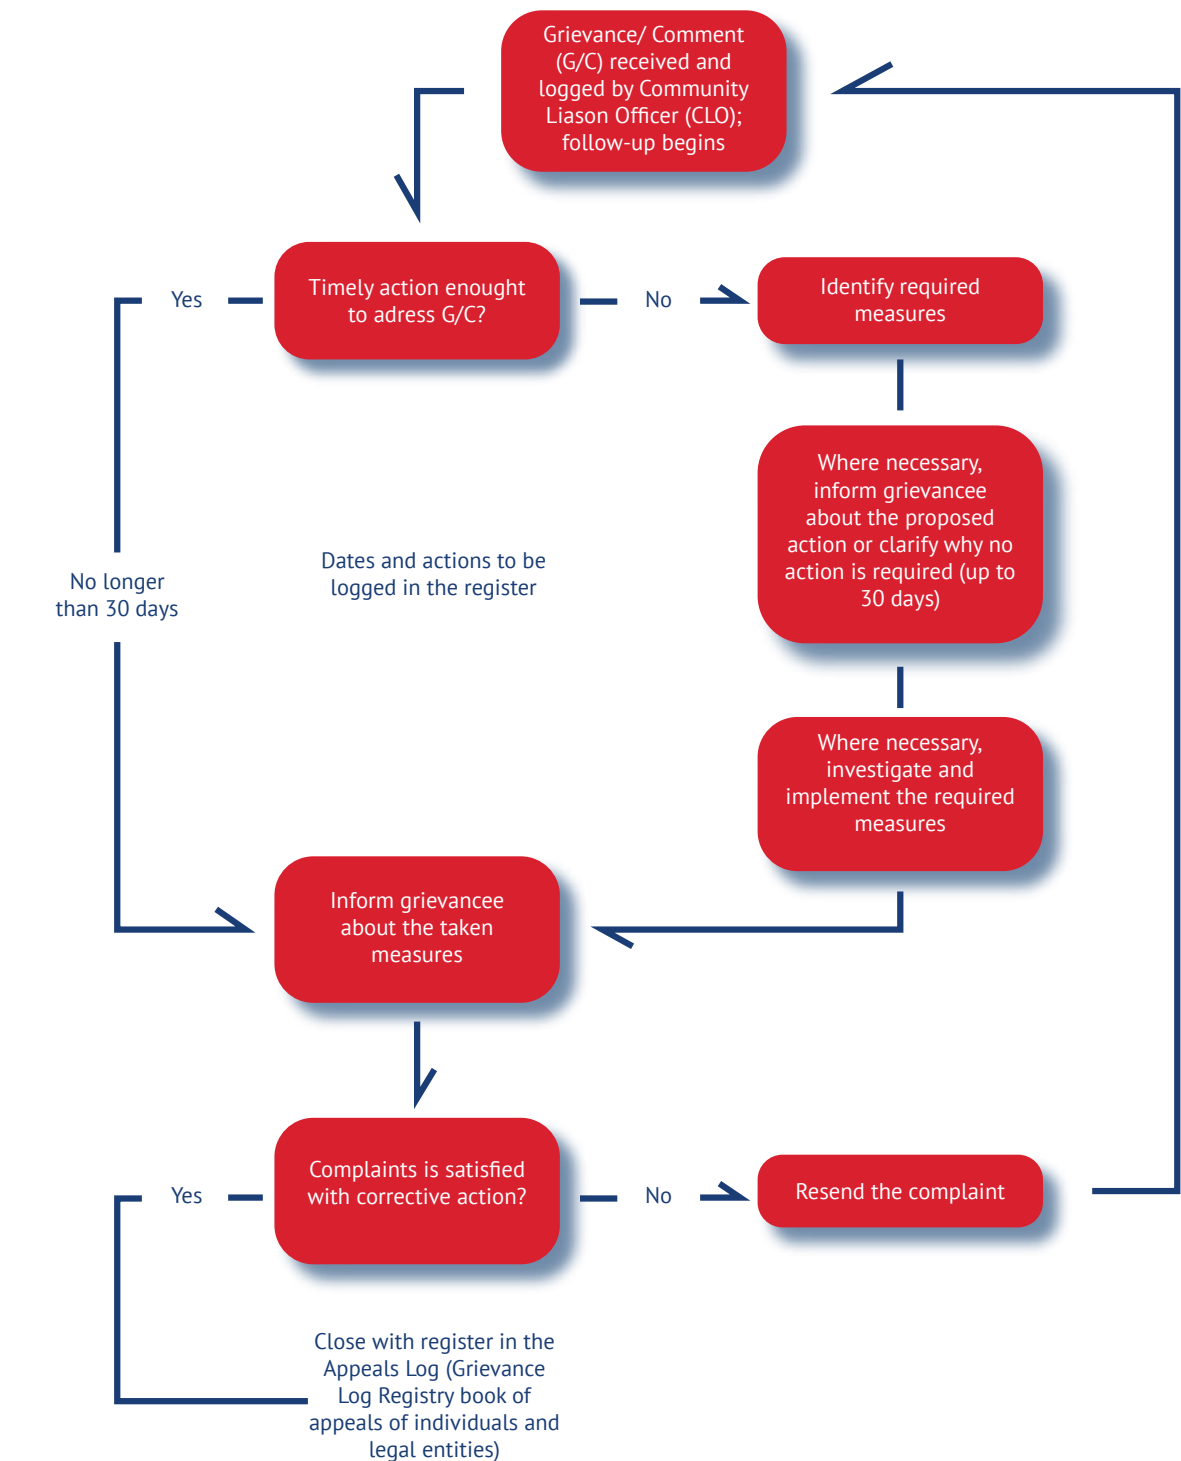 Grievance/ Comment
(G/C) received and
logged by Community
Liason Officer (CLO);
follow-up begins
Yes
Timely action enought
to adress G/C?
No
Identify required
measures
Where necessary,
inform grievancee
about the proposed
action or clarify why no
action is required (up to
30 days)
No longer
than 30 days
Dates and actions to be
logged in the register
Where necessary,
investigate and
implement the required
measures
Inform grievancee
about the taken
measures
Yes
Complaints is satisfied
with corrective action?
No
Resend the complaint
Close with register in the
Appeals Log (Grievance
Log Registry book of
appeals of individuals and
legal entities)